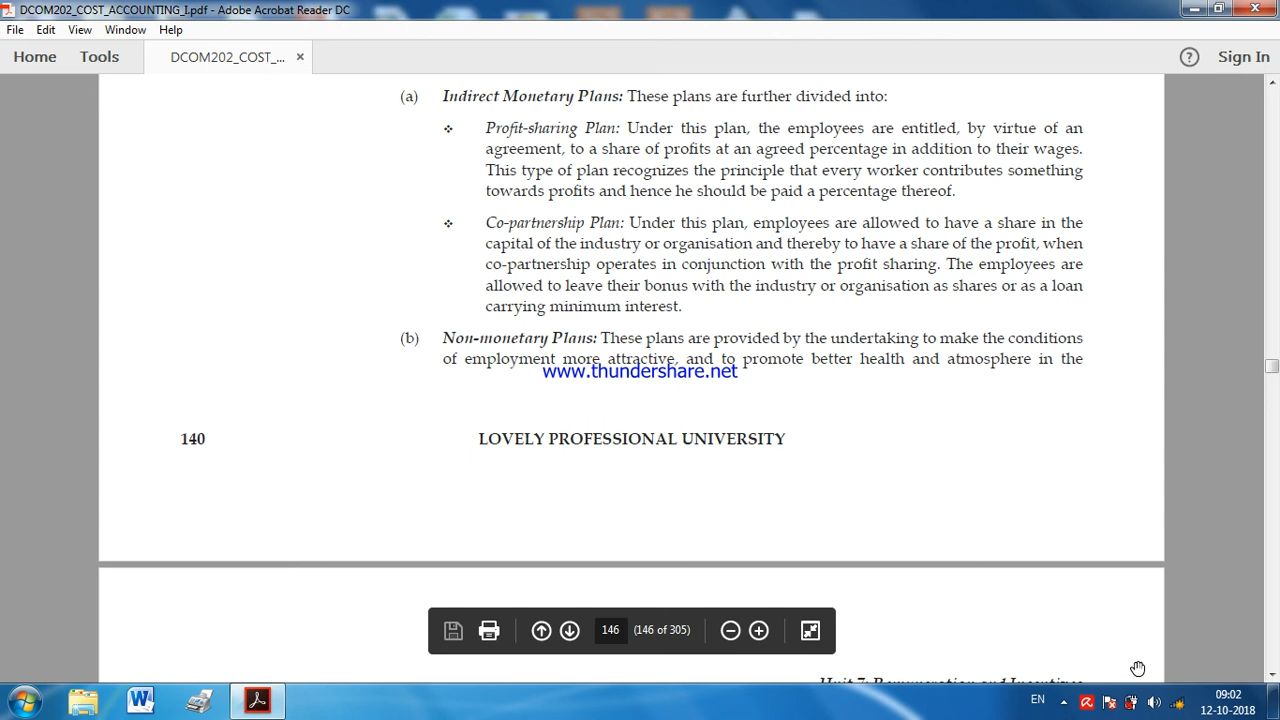 DCOM202_COST_ACCOUNTING_I.pdf - Adobe Acrobat Reader DC
File Edit View Window Help
Home Tools DCOM202_COST_... × ? Sign In
(a) Indirect Monetary Plans: These plans are further divided into:
❖ Profit-sharing Plan: Under this plan, the employees are entitled, by virtue of an
agreement, to a share of profits at an agreed percentage in addition to their wages.
This type of plan recognizes the principle that every worker contributes something
towards profits and hence he should be paid a percentage thereof.
❖ Co-partnership Plan: Under this plan, employees are allowed to have a share in the
capital of the industry or organisation and thereby to have a share of the profit, when
co-partnership operates in conjunction with the profit sharing. The employees are
allowed to leave their bonus with the industry or organisation as shares or as a loan
carrying minimum interest.
(b) Non-monetary Plans: These plans are provided by the undertaking to make the conditions
of employment more attractive, and to promote better health and atmosphere in the
www.thundershare.net
140 LOVELY PROFESSIONAL UNIVERSITY
146 (146 of 305)
Unit 7: Remuneration and Incentives
EN 09:02
12-10-2018